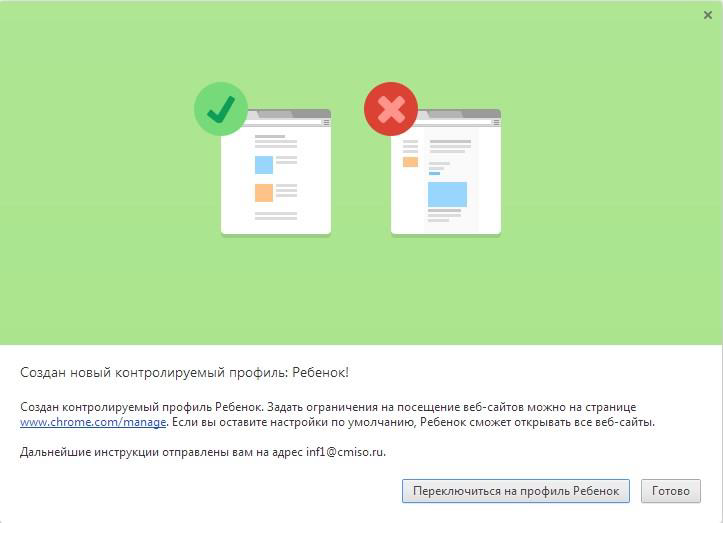 Создан новый контролируемый профиль: Ребенок!
Создан контролируемый профиль Ребенок. Задать ограничения на посещение веб-сайтов можно на странице
www.chrome.com/manage. Если вы оставите настройки по умолчанию, Ребенок сможет открывать все веб-сайты.
Дальнейшие инструкции отправлены вам на адрес inf1@cmiso.ru.
Переключиться на профиль Ребенок Готово